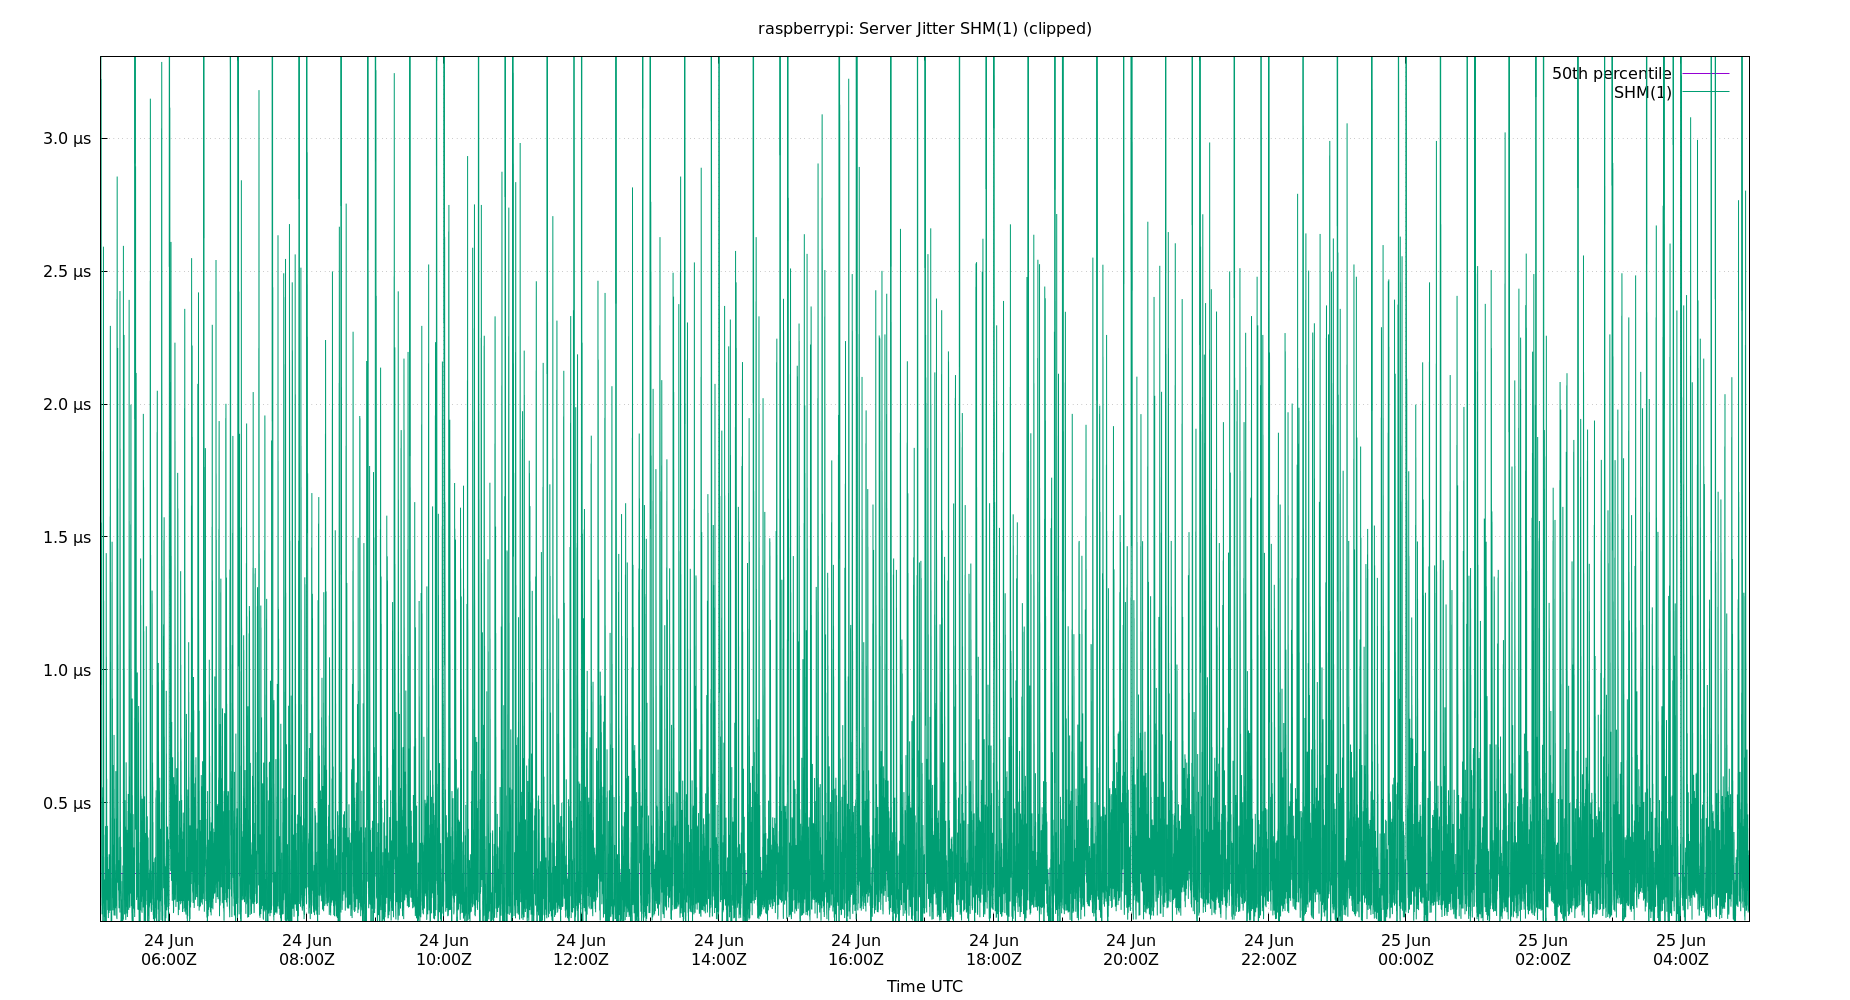 raspberrypi: Server Jitter SHM(1) (clipped)
50th percentile
SHM(1)
3.0 µs
2.5 µs
2.0 µs
1.5 µs
1.0 µs
0.5 µs
24 Jun 24 Jun 24 Jun 24 Jun 24 Jun 24 Jun 24 Jun 24 Jun 24 Jun 25 Jun 25 Jun 25 Jun
06:00Z 08:00Z 10:00Z 12:00Z 14:00Z 16:00Z 18:00Z 20:00Z 22:00Z 00:00Z 02:00Z 04:00Z
Time UTC